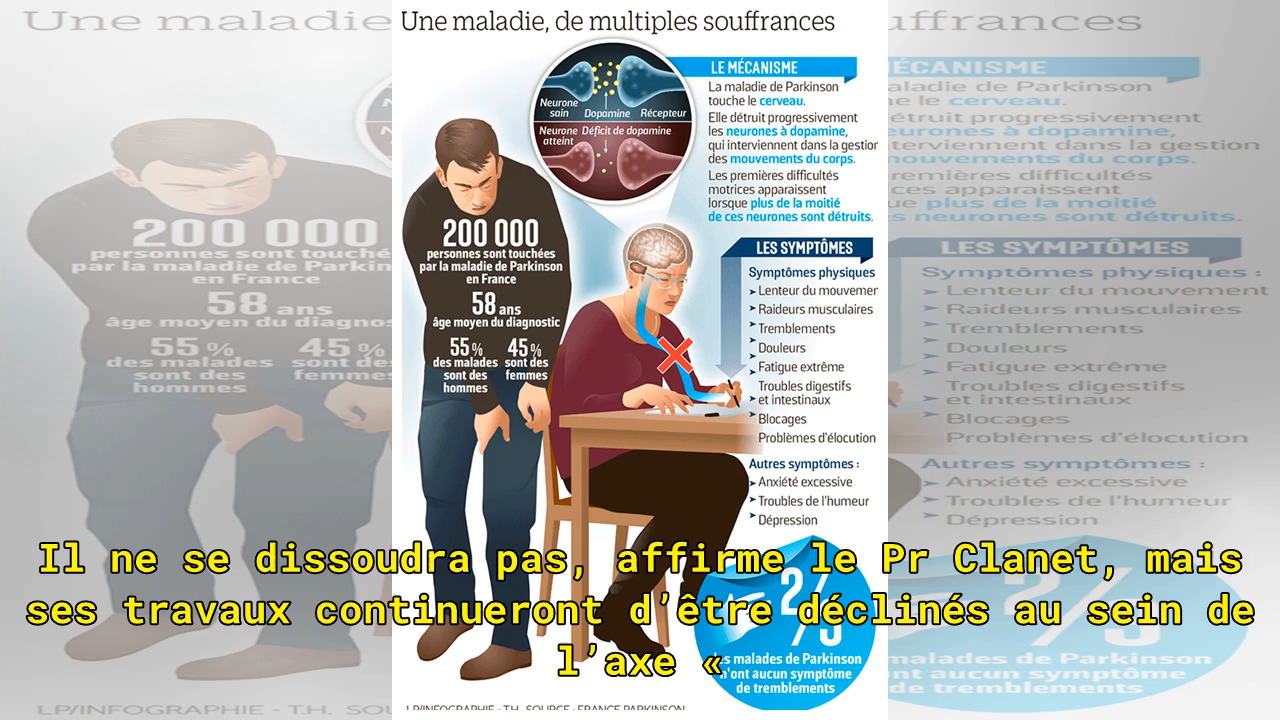 Une maladie, de multiples souffrances
LE MÉCANISME
La maladie de Parkinson
touche le cerveau.
Elle détruit progressivement
les neurones à dopamine,
qui interviennent dans la gestion
des mouvements du corps.
Les premières difficultés
motrices apparaissent
lorsque plus de la moitié
de ces neurones sont détruits.
Neurone
sain
Dopamine
Récepteur
Neurone
atteint
Déficit de dopamine
200 000
personnes sont touchées
par la maladie de Parkinson
en France
58 ans
âge moyen du diagnostic
55 %
des malades
sont des
hommes
45 %
sont des
femmes
LES SYMPTÔMES
Symptômes physiques :
Lenteur du mouvement
Raideurs musculaires
Tremblements
Douleurs
Fatigue extrême
Troubles digestifs
et intestinaux
Blocages
Problèmes d'élocution
Autres symptômes :
Anxiété excessive
Troubles de l'humeur
Dépression
2/3
malades de Parkinson
n'ont aucun symptôme
de tremblements
LP/INFOGRAPHIE - T.H. SOURCE : FRANCE PARKINSON
Il ne se dissoudra pas, affirme le Pr Clanet, mais
ses travaux continueront d’être déclinés au sein de
l’axe «